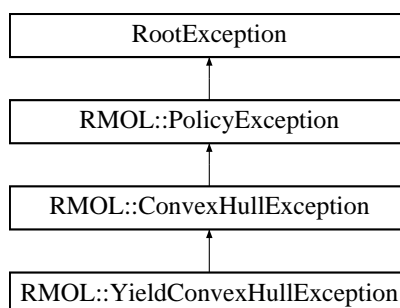 RootException
RMOL::PolicyException
RMOL::ConvexHullException
RMOL::YieldConvexHullException